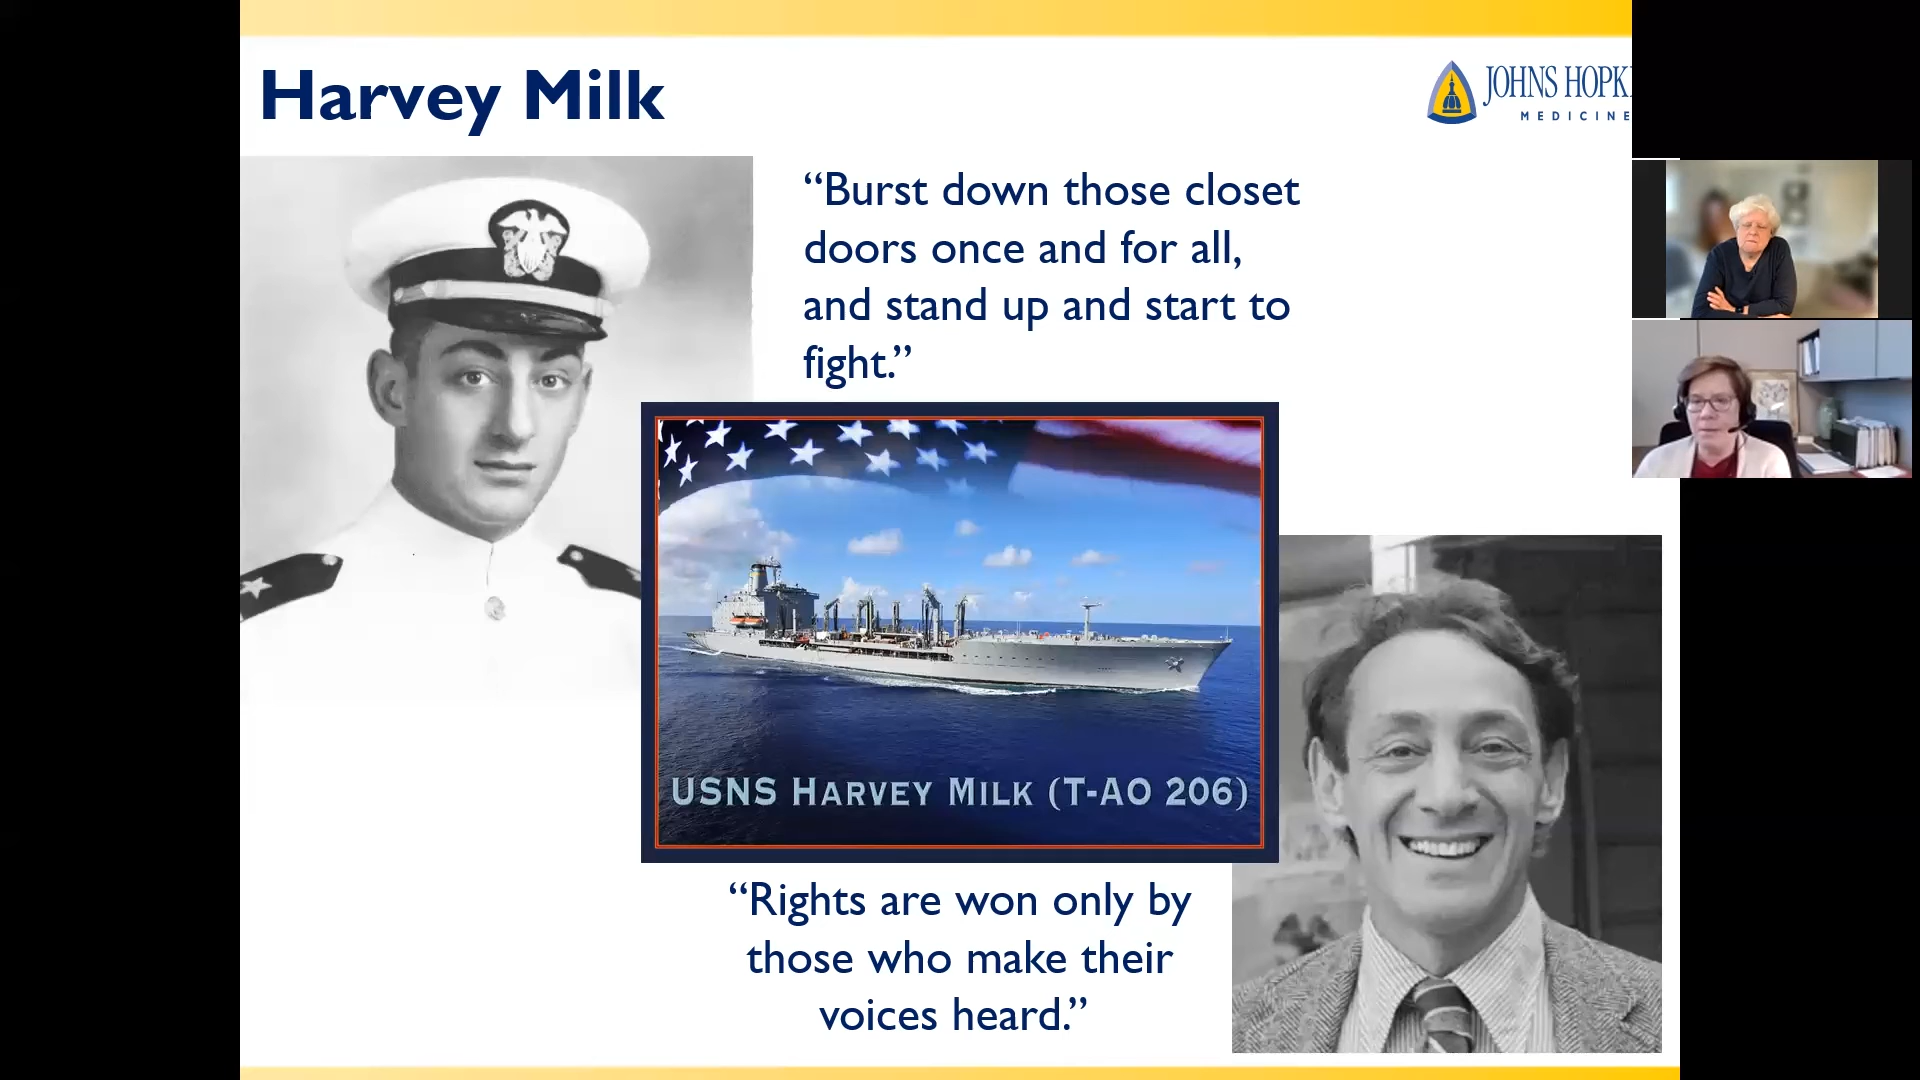 Harvey Milk
JOHNS HOPKI
MEDICINE
“Burst down those closet
doors once and for all,
and stand up and start to
fight.”
USNS HARVEY MILK (T-AO 206)
“Rights are won only by
those who make their
voices heard.”